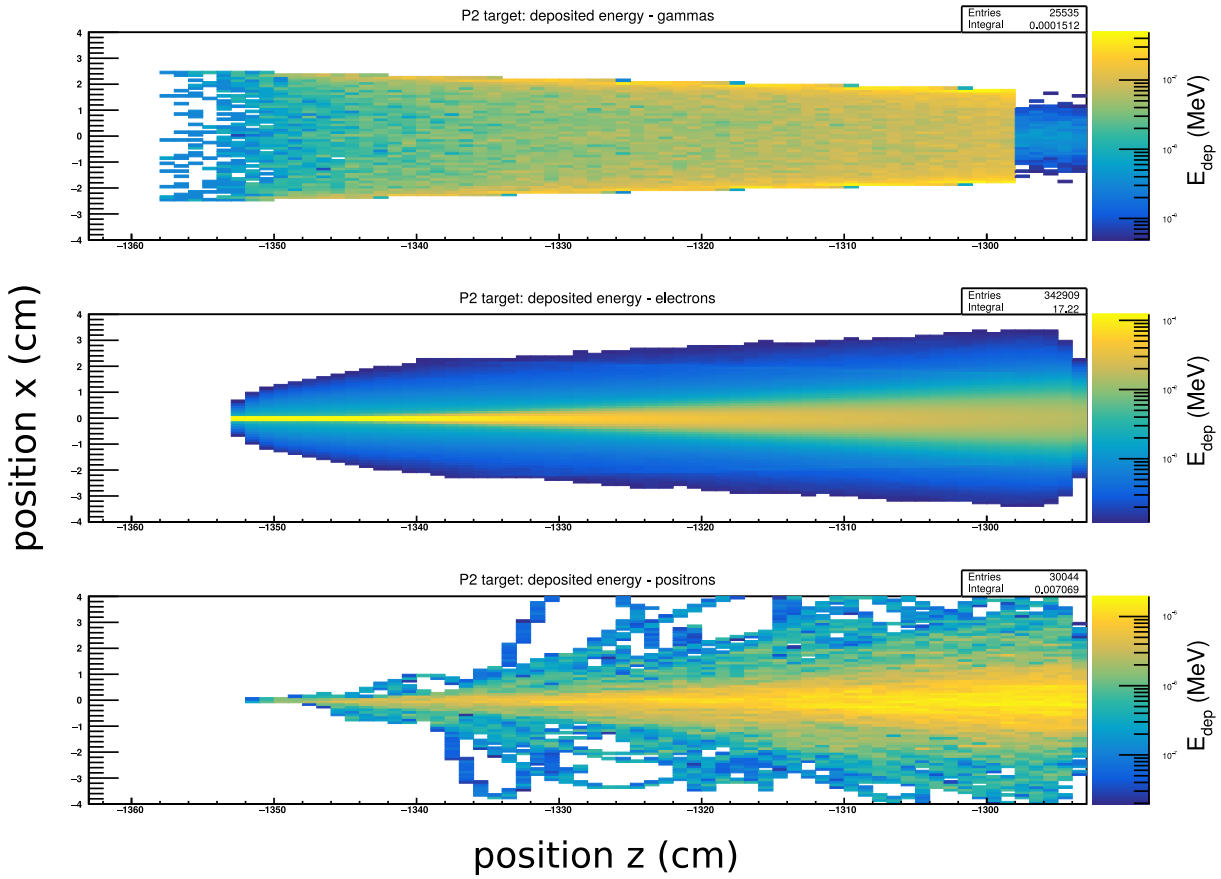 P2 target: deposited energy - gammas
Entries 25535
Integral 0.0001512
4
3
2
1
0
−1
−2
−3
−4
−1360 −1350 −1340 −1330 −1320 −1310 −1300
E_dep (MeV)
P2 target: deposited energy - electrons
Entries 342909
Integral 17.22
4
3
2
1
0
−1
−2
−3
−4
−1360 −1350 −1340 −1330 −1320 −1310 −1300
E_dep (MeV)
position x (cm)
P2 target: deposited energy - positrons
Entries 30044
Integral 0.007069
4
3
2
1
0
−1
−2
−3
−4
−1360 −1350 −1340 −1330 −1320 −1310 −1300
E_dep (MeV)
position z (cm)